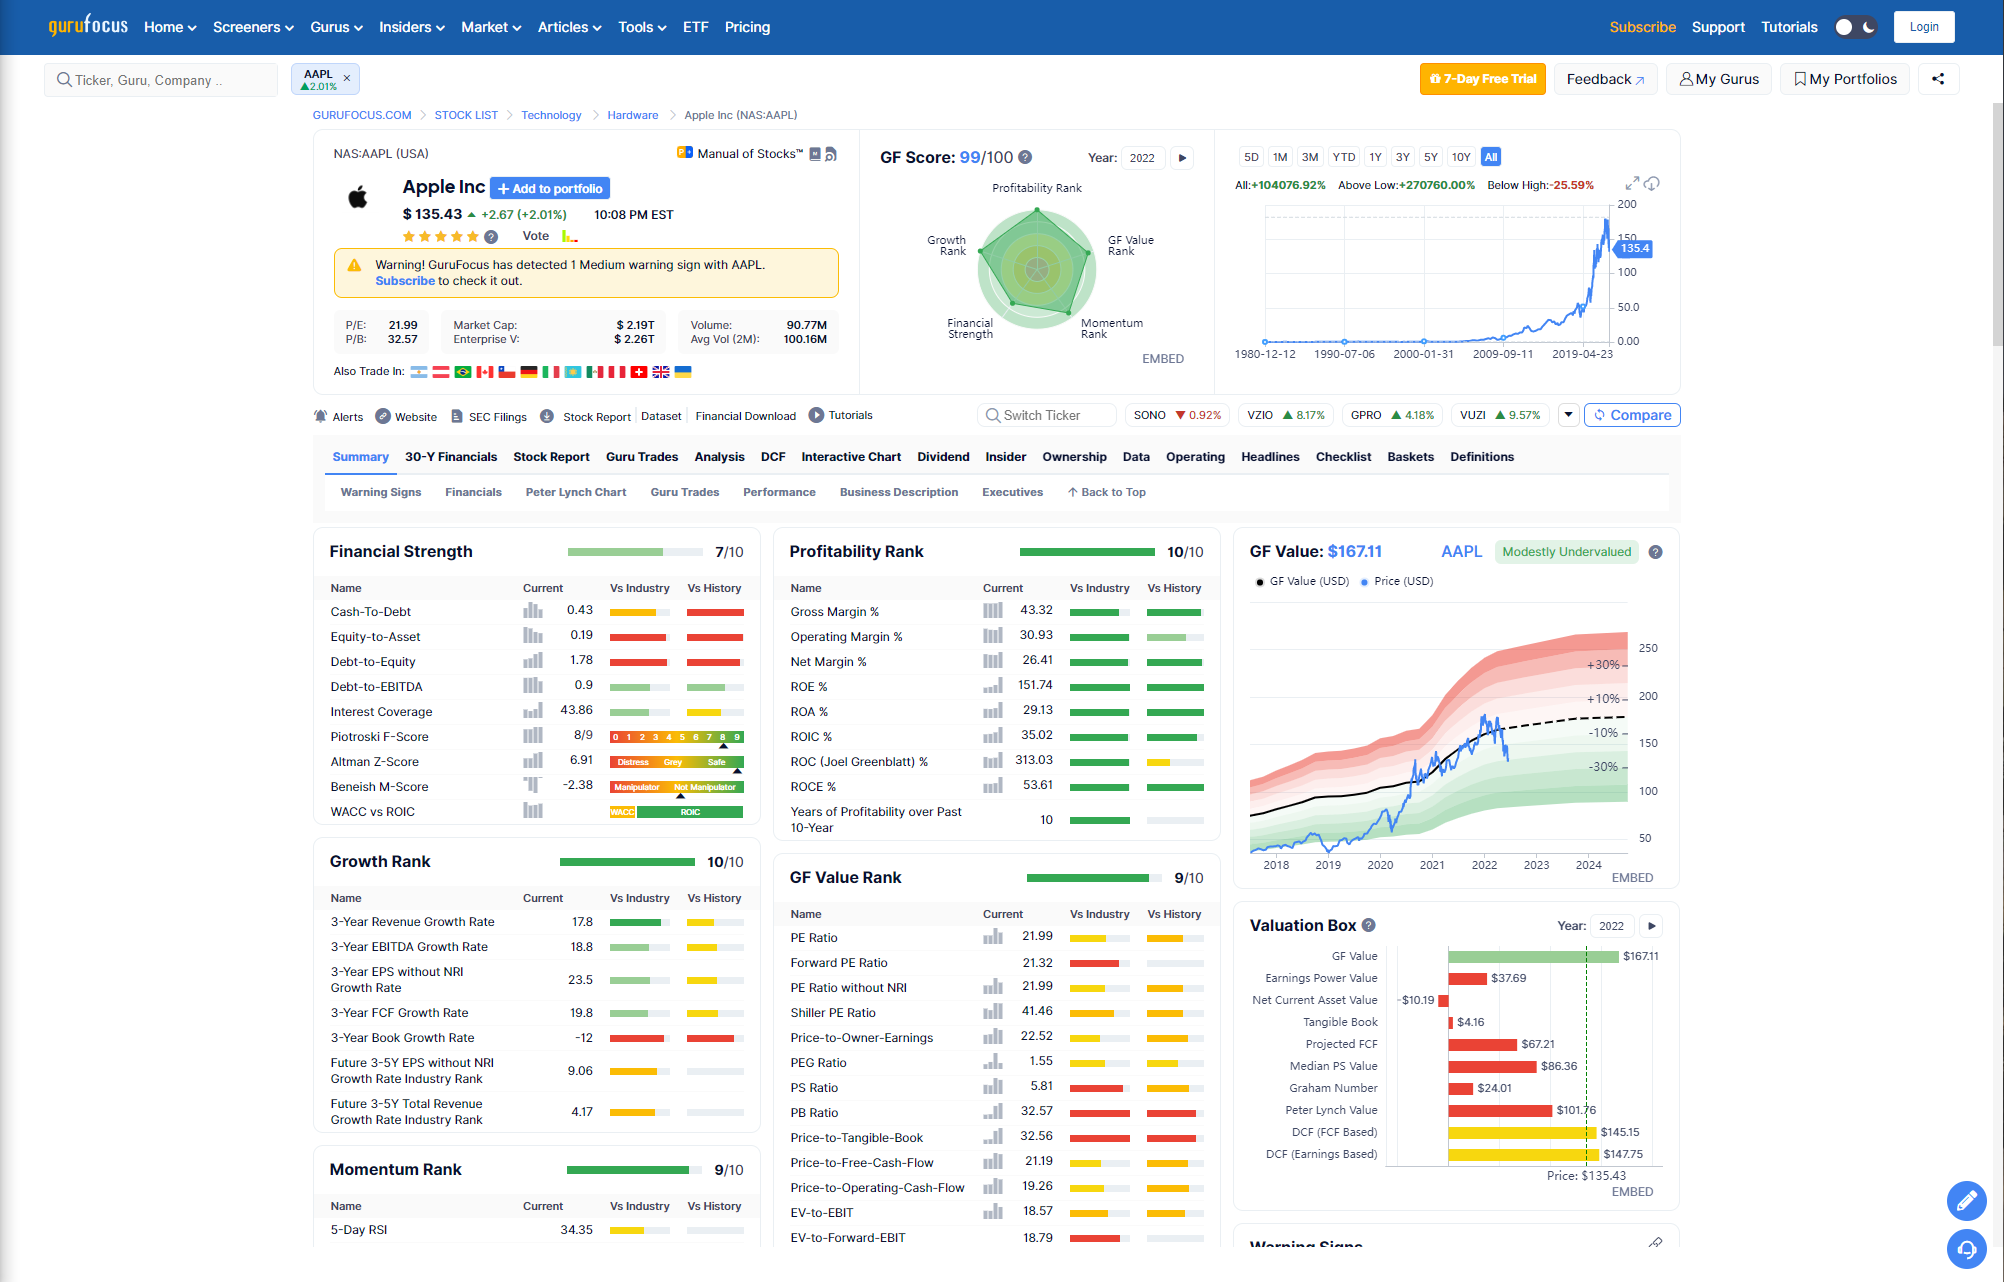 gurufocus Home Screeners Gurus Insiders Market Articles Tools ETF Pricing Subscribe Support Tutorials Login
Ticker, Guru, Company ..
AAPL ×
▲2.01%
7-Day Free Trial Feedback My Gurus My Portfolios
GURUFOCUS.COM > STOCK LIST > Technology > Hardware > Apple Inc (NAS:AAPL)
NAS:AAPL (USA)
Manual of Stocks™
Apple Inc + Add to portfolio
$ 135.43 +2.67 (+2.01%) 10:08 PM EST
Vote
Warning! GuruFocus has detected 1 Medium warning sign with AAPL.
Subscribe to check it out.
P/E: 21.99 Market Cap: $ 2.19T Volume: 90.77M
P/B: 32.57 Enterprise V: $ 2.26T Avg Vol (2M): 100.16M
Also Trade In:
GF Score: 99/100 Year: 2022
Profitability Rank
Growth Rank
GF Value Rank
Financial Strength
Momentum Rank
EMBED
5D 1M 3M YTD 1Y 3Y 5Y 10Y All
All:+104076.92% Above Low:+270760.00% Below High:-25.59%
200
150
135.4
100
50.0
0.00
1980-12-12 1990-07-06 2000-01-31 2009-09-11 2019-04-23
Alerts Website SEC Filings Stock Report Dataset Financial Download Tutorials
Switch Ticker SONO ▼ 0.92% VZIO ▲ 8.17% GPRO ▲ 4.18% VUZI ▲ 9.57% Compare
Summary 30-Y Financials Stock Report Guru Trades Analysis DCF Interactive Chart Dividend Insider Ownership Data Operating Headlines Checklist Baskets Definitions
Warning Signs Financials Peter Lynch Chart Guru Trades Performance Business Description Executives Back to Top
Financial Strength 7/10
Name Current Vs Industry Vs History
Cash-To-Debt 0.43
Equity-to-Asset 0.19
Debt-to-Equity 1.78
Debt-to-EBITDA 0.9
Interest Coverage 43.86
Piotroski F-Score 8/9 0 1 2 3 4 5 6 7 8 9
Altman Z-Score 6.91 Distress Grey Safe
Beneish M-Score -2.38 Manipulator Not Manipulator
WACC vs ROIC WACC ROIC
Growth Rank 10/10
Name Current Vs Industry Vs History
3-Year Revenue Growth Rate 17.8
3-Year EBITDA Growth Rate 18.8
3-Year EPS without NRI
Growth Rate 23.5
3-Year FCF Growth Rate 19.8
3-Year Book Growth Rate -12
Future 3-5Y EPS without NRI
Growth Rate Industry Rank 9.06
Future 3-5Y Total Revenue
Growth Rate Industry Rank 4.17
Momentum Rank 9/10
Name Current Vs Industry Vs History
5-Day RSI 34.35
Profitability Rank 10/10
Name Current Vs Industry Vs History
Gross Margin % 43.32
Operating Margin % 30.93
Net Margin % 26.41
ROE % 151.74
ROA % 29.13
ROIC % 35.02
ROC (Joel Greenblatt) % 313.03
ROCE % 53.61
Years of Profitability over Past
10-Year 10
GF Value Rank 9/10
Name Current Vs Industry Vs History
PE Ratio 21.99
Forward PE Ratio 21.32
PE Ratio without NRI 21.99
Shiller PE Ratio 41.46
Price-to-Owner-Earnings 22.52
PEG Ratio 1.55
PS Ratio 5.81
PB Ratio 32.57
Price-to-Tangible-Book 32.56
Price-to-Free-Cash-Flow 21.19
Price-to-Operating-Cash-Flow 19.26
EV-to-EBIT 18.57
EV-to-Forward-EBIT 18.79
GF Value: $167.11 AAPL Modestly Undervalued
GF Value (USD) Price (USD)
250
+30%
200
+10%
-10%
150
-30%
100
50
2018 2019 2020 2021 2022 2023 2024
EMBED
Valuation Box Year: 2022
GF Value $167.11
Earnings Power Value $37.69
Net Current Asset Value -$10.19
Tangible Book $4.16
Projected FCF $67.21
Median PS Value $86.36
Graham Number $24.01
Peter Lynch Value $101.76
DCF (FCF Based) $145.15
DCF (Earnings Based) $147.75
Price: $135.43
EMBED
Warning Signs